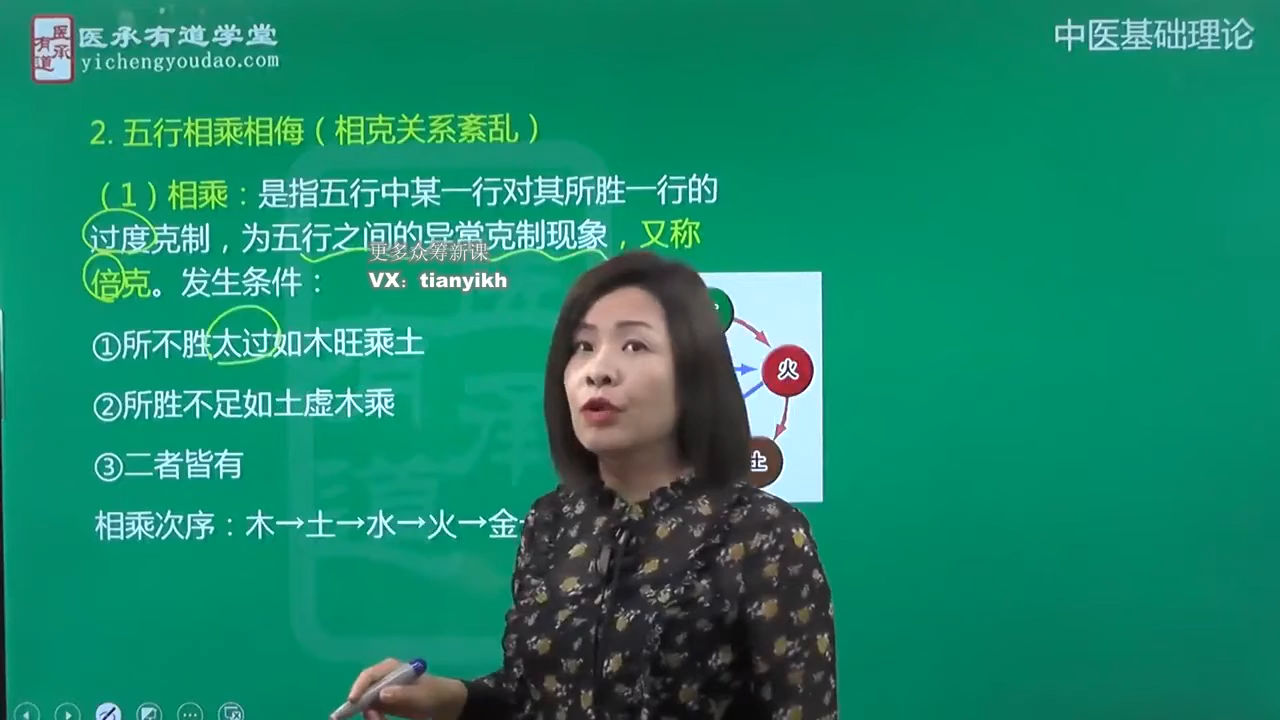 医承有道
医承有道学堂
yichengyoudao.com
中医基础理论
2. 五行相乘相侮（相克关系紊乱）
（1）相乘：是指五行中某一行对其所胜一行的
过度克制，为五行之间的异常克制现象，又称
倍克。发生条件：
更多众筹新课
VX：tianyikh
①所不胜太过如木旺乘土
②所胜不足如土虚木乘
③二者皆有
相乘次序：木→土→水→火→金
火
土